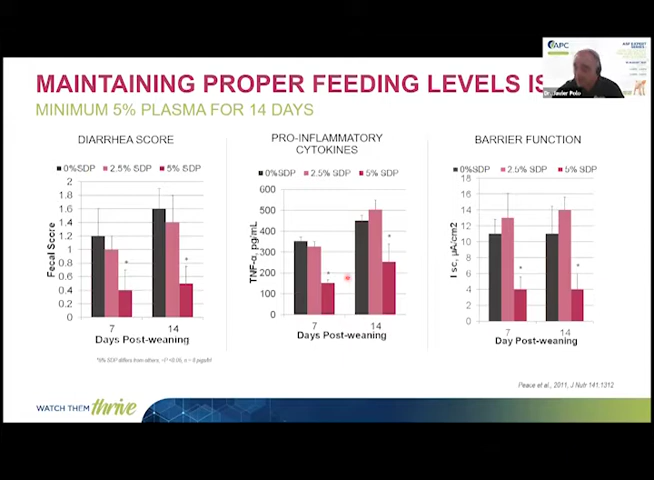 MAINTAINING PROPER FEEDING LEVELS IS
MINIMUM 5% PLASMA FOR 14 DAYS
APC
Dr. Javier Polo
DIARRHEA SCORE
0%SDP 2.5% SDP 5% SDP
Fecal Score
2
1.8
1.6
1.4
1.2
1
0.8
0.6
0.4
0.2
0
*
*
7 14
Days Post-weaning
PRO-INFLAMMATORY
CYTOKINES
0%SDP 2.5% SDP 5% SDP
TNF-α, pg/mL
600
500
400
300
200
100
0
*
*
7 14
Days Post-weaning
BARRIER FUNCTION
0%SDP 2.5% SDP 5% SDP
I sc, µA/cm2
18
16
14
12
10
8
6
4
2
0
*
*
7 14
Day Post-weaning
Peace et al., 2011, J Nutr 141:1312
WATCH THEM thrive